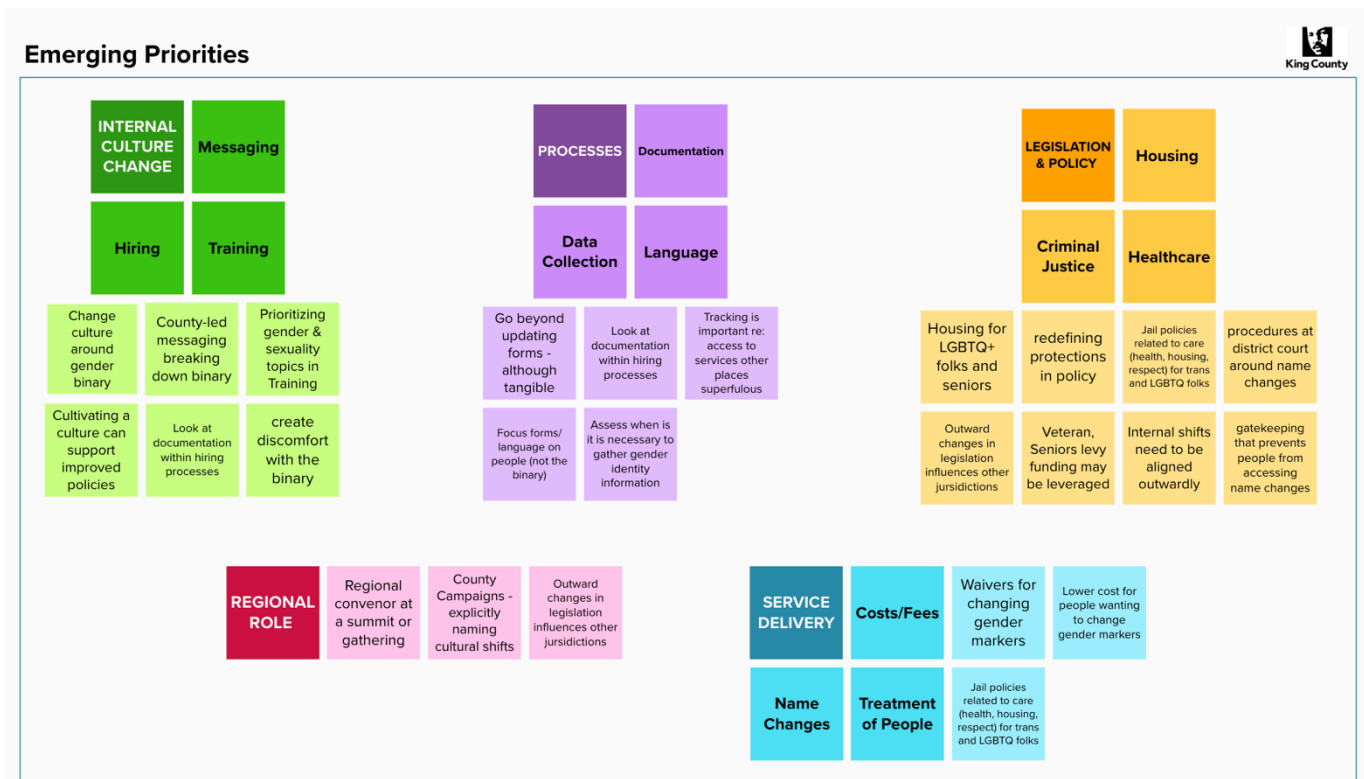 Emerging Priorities
King County
INTERNAL
CULTURE
CHANGE
Messaging
Hiring
Training
Change
culture
around
gender
binary
County-led
messaging
breaking
down binary
Prioritizing
gender &
sexuality
topics in
Training
Cultivating a
culture can
support
improved
policies
Look at
documentation
within hiring
processes
create
discomfort
with the
binary
PROCESSES
Documentation
Data
Collection
Language
Go beyond
updating
forms -
although
tangible
Look at
documentation
within hiring
processes
Tracking is
important re:
access to
services other
places
superfulous
Focus forms/
language on
people (not the
binary)
Assess when is
it is necessary to
gather gender
identity
information
LEGISLATION
& POLICY
Housing
Criminal
Justice
Healthcare
Housing for
LGBTQ+
folks and
seniors
redefining
protections
in policy
Jail policies
related to care
(health, housing,
respect) for trans
and LGBTQ folks
procedures at
district court
around name
changes
Outward
changes in
legislation
influences other
jursidictions
Veteran,
Seniors levy
funding may
be leveraged
Internal shifts
need to be
aligned
outwardly
gatekeeping
that prevents
people from
accessing
name changes
REGIONAL
ROLE
Regional
convenor at
a summit or
gathering
County
Campaigns -
explicitly
naming
cultural shifts
Outward
changes in
legislation
influences other
jursidictions
SERVICE
DELIVERY
Costs/Fees
Waivers for
changing
gender
markers
Lower cost for
people wanting
to change
gender markers
Name
Changes
Treatment
of People
Jail policies
related to care
(health, housing,
respect) for trans
and LGBTQ folks